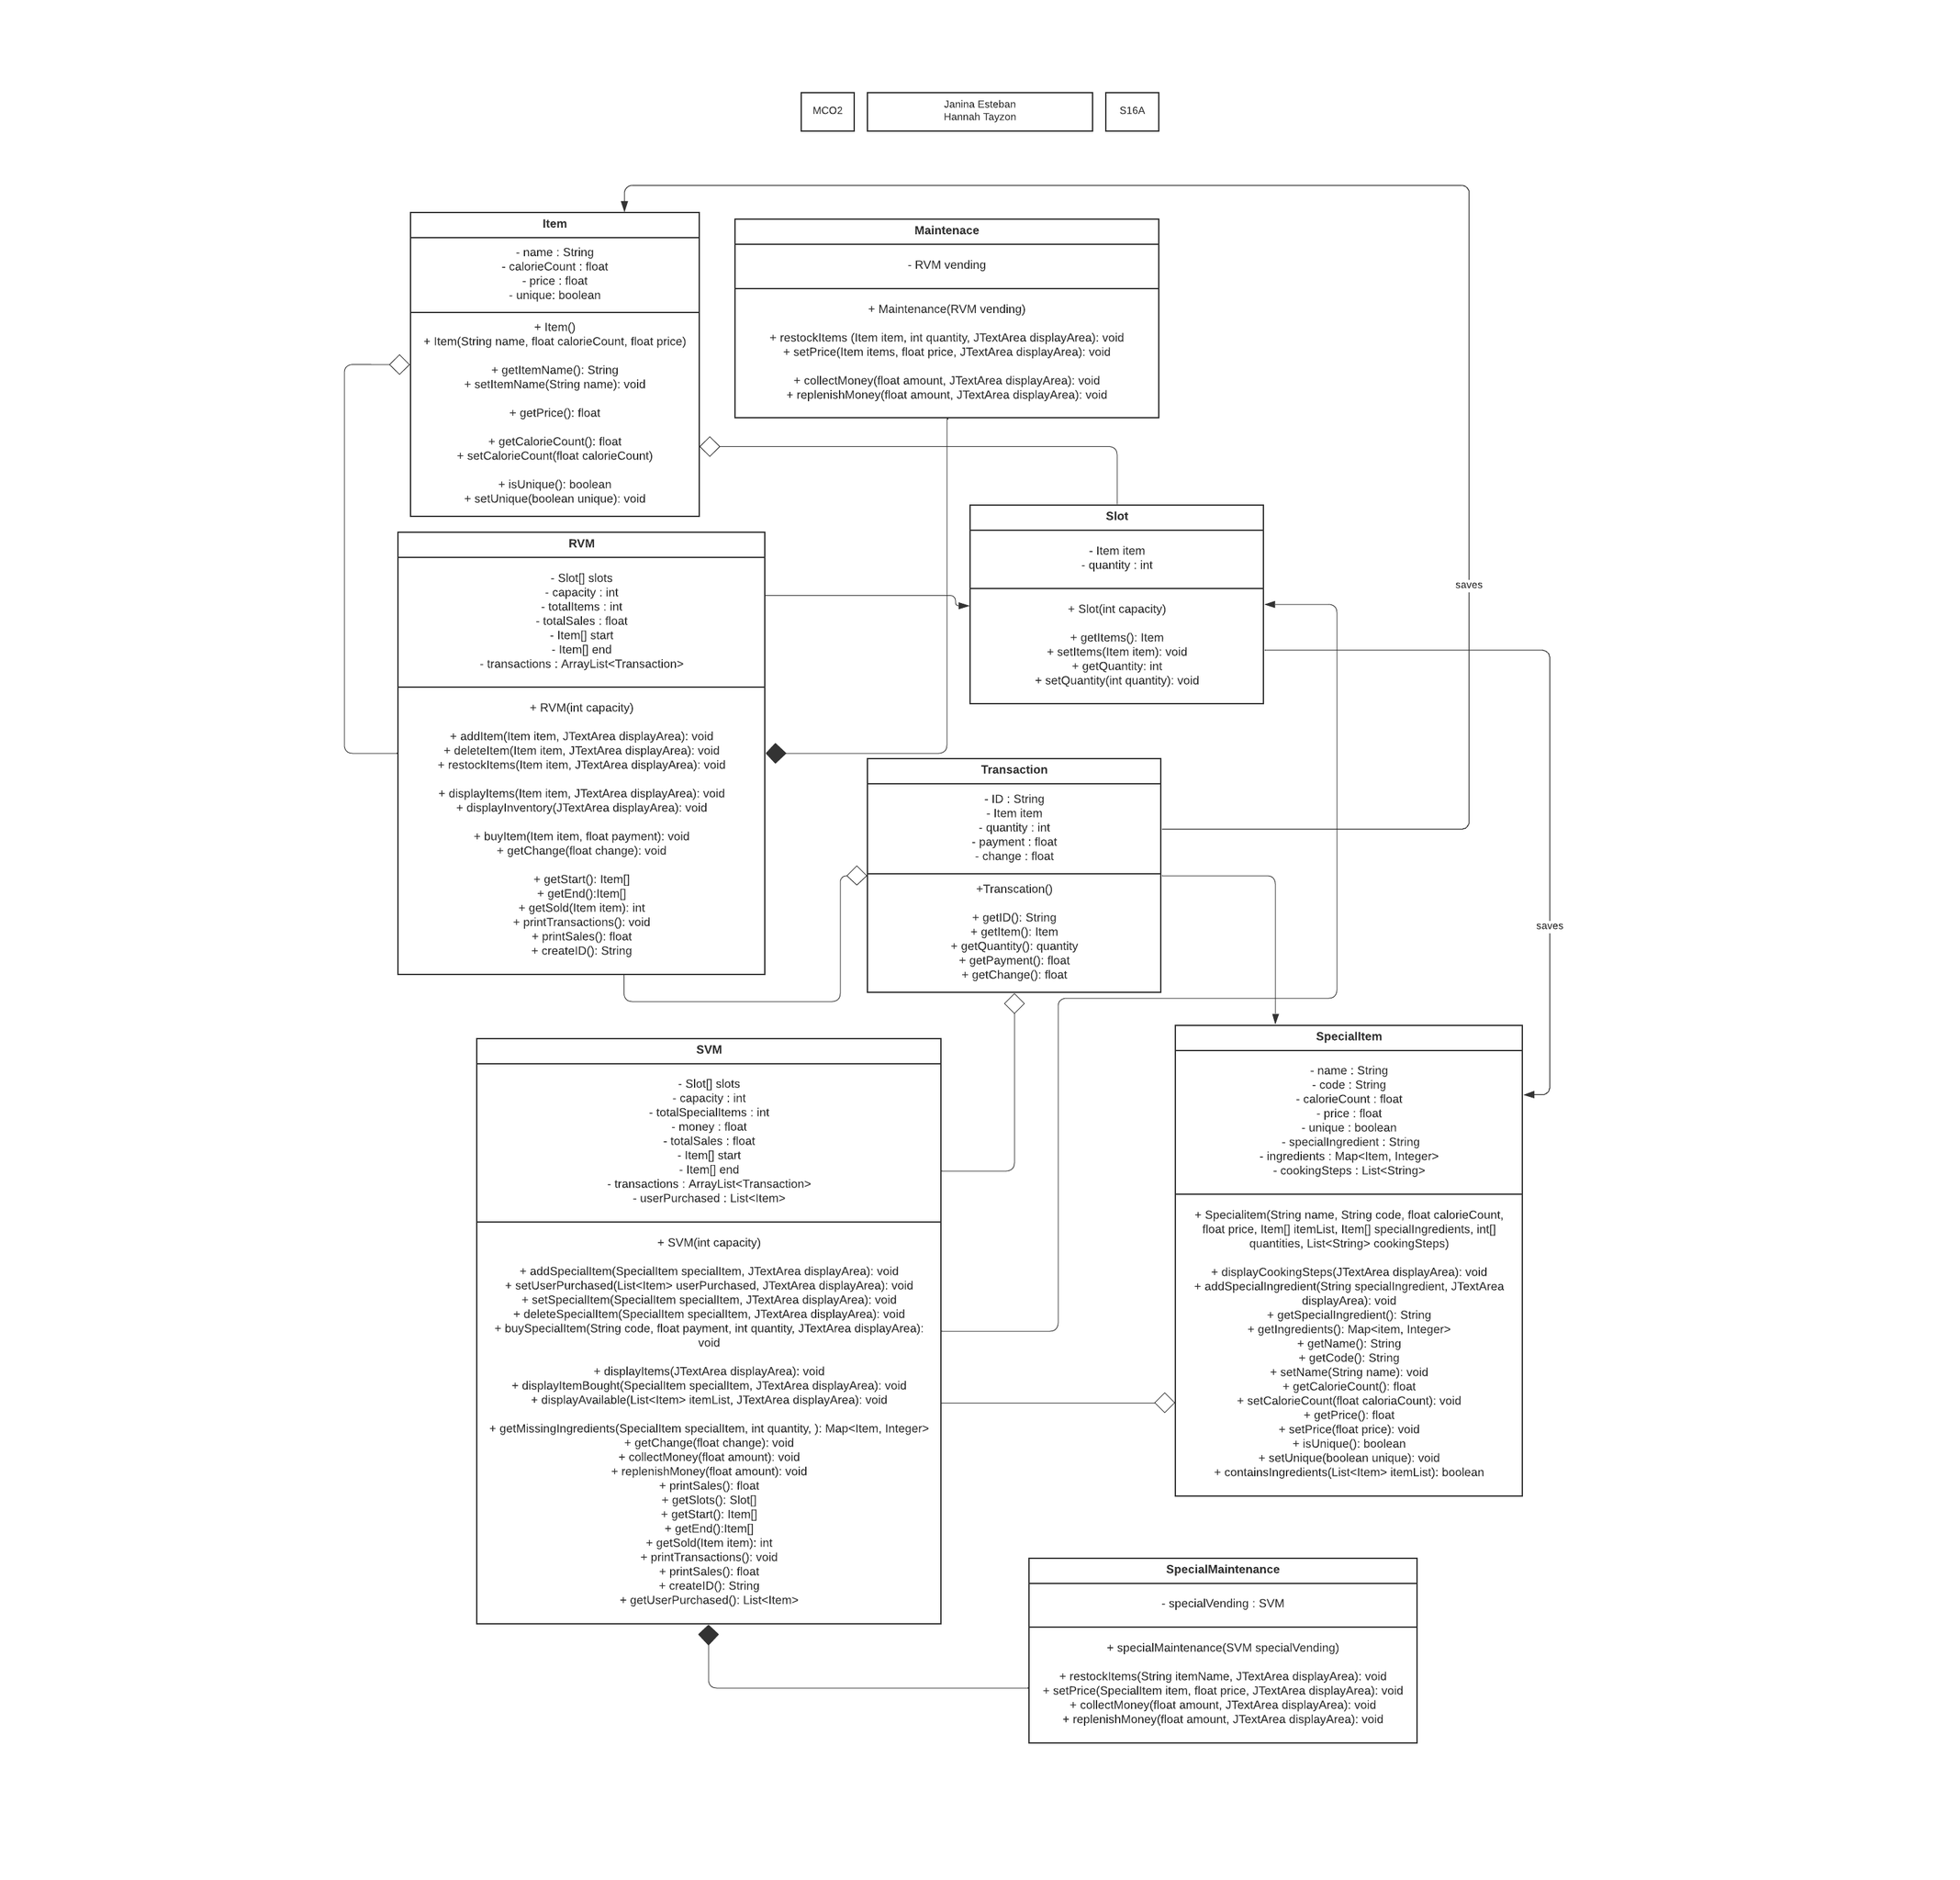 MCO2
Janina Esteban
Hannah Tayzon
S16A
Item
- name : String
- calorieCount : float
- price : float
- unique: boolean
+ Item()
+ Item(String name, float calorieCount, float price)
+ getItemName(): String
+ setItemName(String name): void
+ getPrice(): float
+ getCalorieCount(): float
+ setCalorieCount(float calorieCount)
+ isUnique(): boolean
+ setUnique(boolean unique): void
Maintenace
- RVM vending
+ Maintenance(RVM vending)
+ restockItems (Item item, int quantity, JTextArea displayArea): void
+ setPrice(Item items, float price, JTextArea displayArea): void
+ collectMoney(float amount, JTextArea displayArea): void
+ replenishMoney(float amount, JTextArea displayArea): void
Slot
- Item item
- quantity : int
+ Slot(int capacity)
+ getItems(): Item
+ setItems(Item item): void
+ getQuantity: int
+ setQuantity(int quantity): void
saves
RVM
- Slot[] slots
- capacity : int
- totalItems : int
- totalSales : float
- Item[] start
- Item[] end
- transactions : ArrayList<Transaction>
+ RVM(int capacity)
+ addItem(Item item, JTextArea displayArea): void
+ deleteItem(Item item, JTextArea displayArea): void
+ restockItems(Item item, JTextArea displayArea): void
+ displayItems(Item item, JTextArea displayArea): void
+ displayInventory(JTextArea displayArea): void
+ buyItem(Item item, float payment): void
+ getChange(float change): void
+ getStart(): Item[]
+ getEnd():Item[]
+ getSold(Item item): int
+ printTransactions(): void
+ printSales(): float
+ createID(): String
Transaction
- ID : String
- Item item
- quantity : int
- payment : float
- change : float
+Transcation()
+ getID(): String
+ getItem(): Item
+ getQuantity(): quantity
+ getPayment(): float
+ getChange(): float
saves
SVM
- Slot[] slots
- capacity : int
- totalSpecialItems : int
- money : float
- totalSales : float
- Item[] start
- Item[] end
- transactions : ArrayList<Transaction>
- userPurchased : List<Item>
+ SVM(int capacity)
+ addSpecialItem(SpecialItem specialItem, JTextArea displayArea): void
+ setUserPurchased(List<Item> userPurchased, JTextArea displayArea): void
+ setSpecialItem(SpecialItem specialItem, JTextArea displayArea): void
+ deleteSpecialItem(SpecialItem specialItem, JTextArea displayArea): void
+ buySpecialItem(String code, float payment, int quantity, JTextArea displayArea):
void
+ displayItems(JTextArea displayArea): void
+ displayItemBought(SpecialItem specialItem, JTextArea displayArea): void
+ displayAvailable(List<Item> itemList, JTextArea displayArea): void
+ getMissingIngredients(SpecialItem specialItem, int quantity, ): Map<Item, Integer>
+ getChange(float change): void
+ collectMoney(float amount): void
+ replenishMoney(float amount): void
+ printSales(): float
+ getSlots(): Slot[]
+ getStart(): Item[]
+ getEnd():Item[]
+ getSold(Item item): int
+ printTransactions(): void
+ printSales(): float
+ createID(): String
+ getUserPurchased(): List<Item>
SpecialItem
- name : String
- code : String
- calorieCount : float
- price : float
- unique : boolean
- specialIngredient : String
- ingredients : Map<Item, Integer>
- cookingSteps : List<String>
+ Specialitem(String name, String code, float calorieCount,
float price, Item[] itemList, Item[] specialIngredients, int[]
quantities, List<String> cookingSteps)
+ displayCookingSteps(JTextArea displayArea): void
+ addSpecialIngredient(String specialIngredient, JTextArea
displayArea): void
+ getSpecialIngredient(): String
+ getIngredients(): Map<item, Integer>
+ getName(): String
+ getCode(): String
+ setName(String name): void
+ getCalorieCount(): float
+ setCalorieCount(float caloriaCount): void
+ getPrice(): float
+ setPrice(float price): void
+ isUnique(): boolean
+ setUnique(boolean unique): void
+ containsIngredients(List<Item> itemList): boolean
SpecialMaintenance
- specialVending : SVM
+ specialMaintenance(SVM specialVending)
+ restockItems(String itemName, JTextArea displayArea): void
+ setPrice(SpecialItem item, float price, JTextArea displayArea): void
+ collectMoney(float amount, JTextArea displayArea): void
+ replenishMoney(float amount, JTextArea displayArea): void